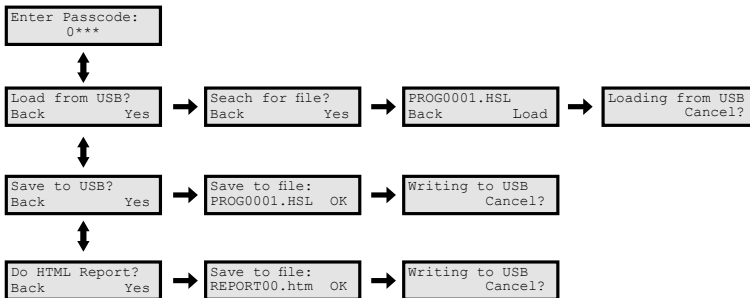 Enter Passcode:
0***
Load from USB?
Back Yes
Seach for file?
Back Yes
PROG0001.HSL
Back Load
Loading from USB
Cancel?
Save to USB?
Back Yes
Save to file:
PROG0001.HSL OK
Writing to USB
Cancel?
Do HTML Report?
Back Yes
Save to file:
REPORT00.htm OK
Writing to USB
Cancel?